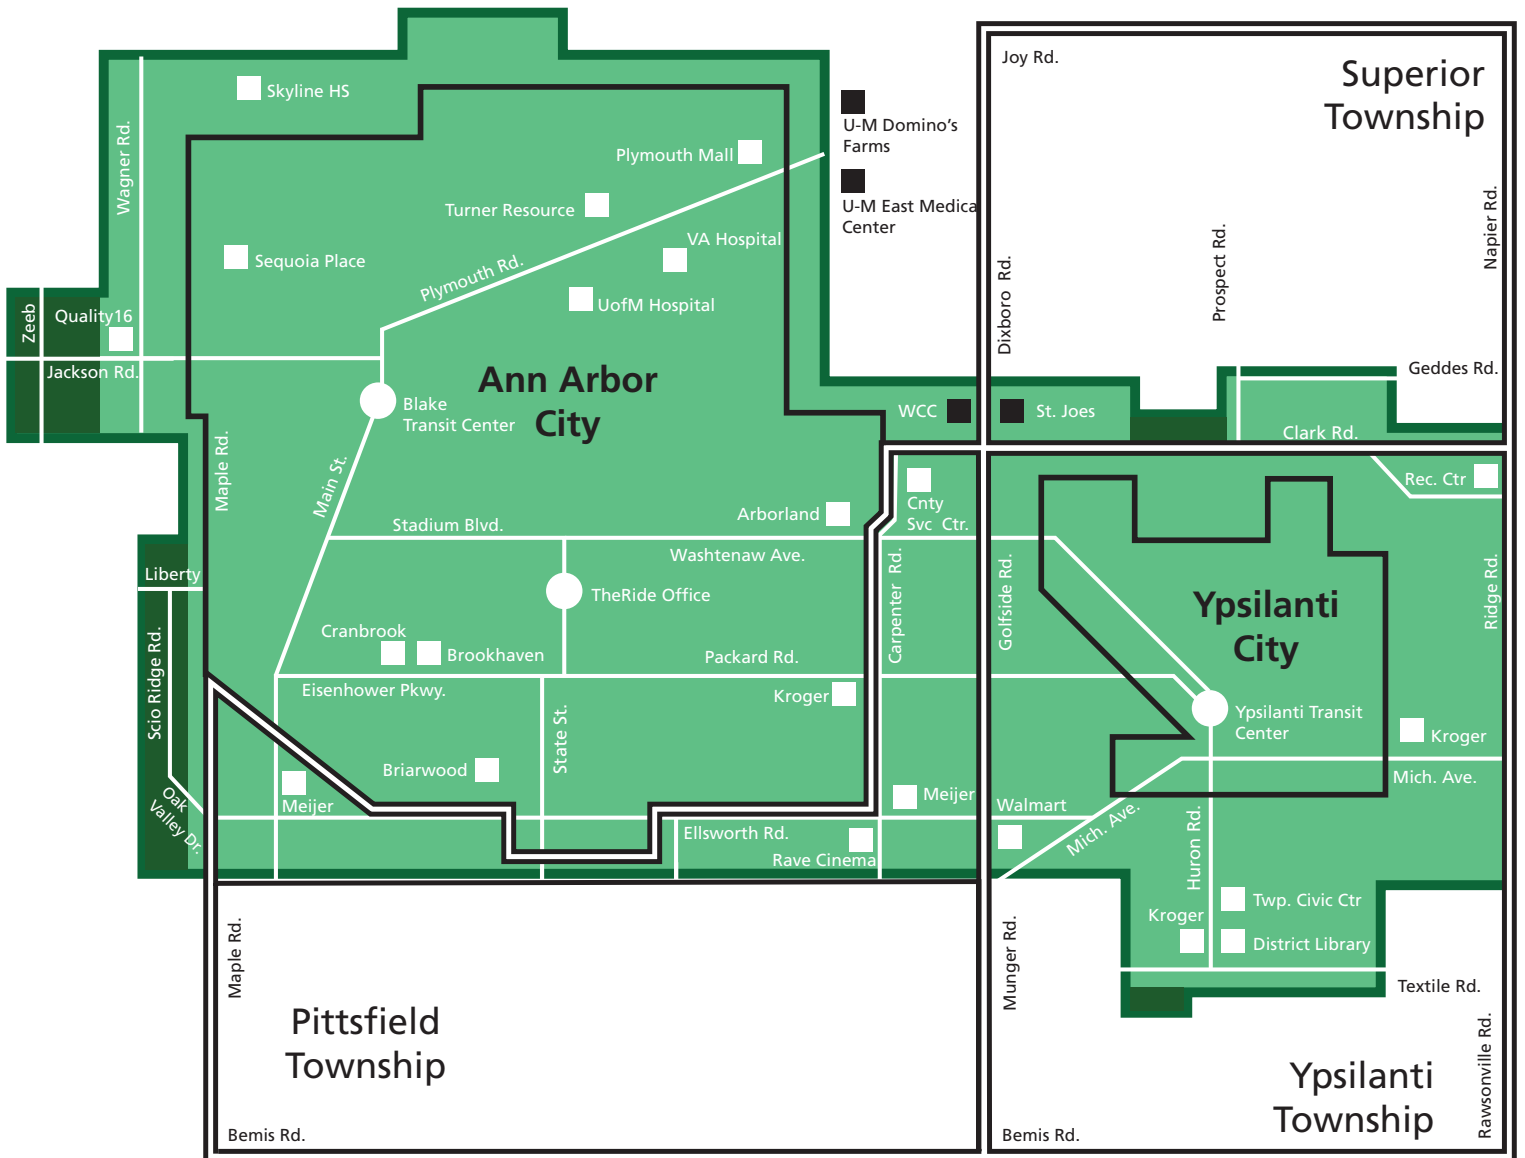 Joy Rd.
Superior
Township
Skyline HS
U-M Domino's
Farms
Wagner Rd.
Plymouth Mall
U-M East Medica
Center
Turner Resource
VA Hospital
Napier Rd.
Prospect Rd.
Dixboro Rd.
Sequoia Place
Plymouth Rd.
UofM Hospital
Zeeb
Quality16
Jackson Rd.
Ann Arbor
City
Geddes Rd.
Blake
Transit Center
WCC
St. Joes
Clark Rd.
Maple Rd.
Main St.
Rec. Ctr
Cnty
Svc Ctr.
Arborland
Stadium Blvd.
Washtenaw Ave.
Liberty
TheRide Office
Carpenter Rd.
Golfside Rd.
Ridge Rd.
Ypsilanti
City
Cranbrook
Brookhaven
Packard Rd.
Scio Ridge Rd.
Eisenhower Pkwy.
Kroger
State St.
Ypsilanti Transit
Center
Kroger
Briarwood
Mich. Ave.
Meijer
Meijer
Walmart
Oak
Valley Dr.
Ellsworth Rd.
Mich. Ave.
Rave Cinema
Huron Rd.
Twp. Civic Ctr
Kroger
District Library
Maple Rd.
Munger Rd.
Textile Rd.
Pittsfield
Township
Rawsonville Rd.
Ypsilanti
Township
Bemis Rd.
Bemis Rd.